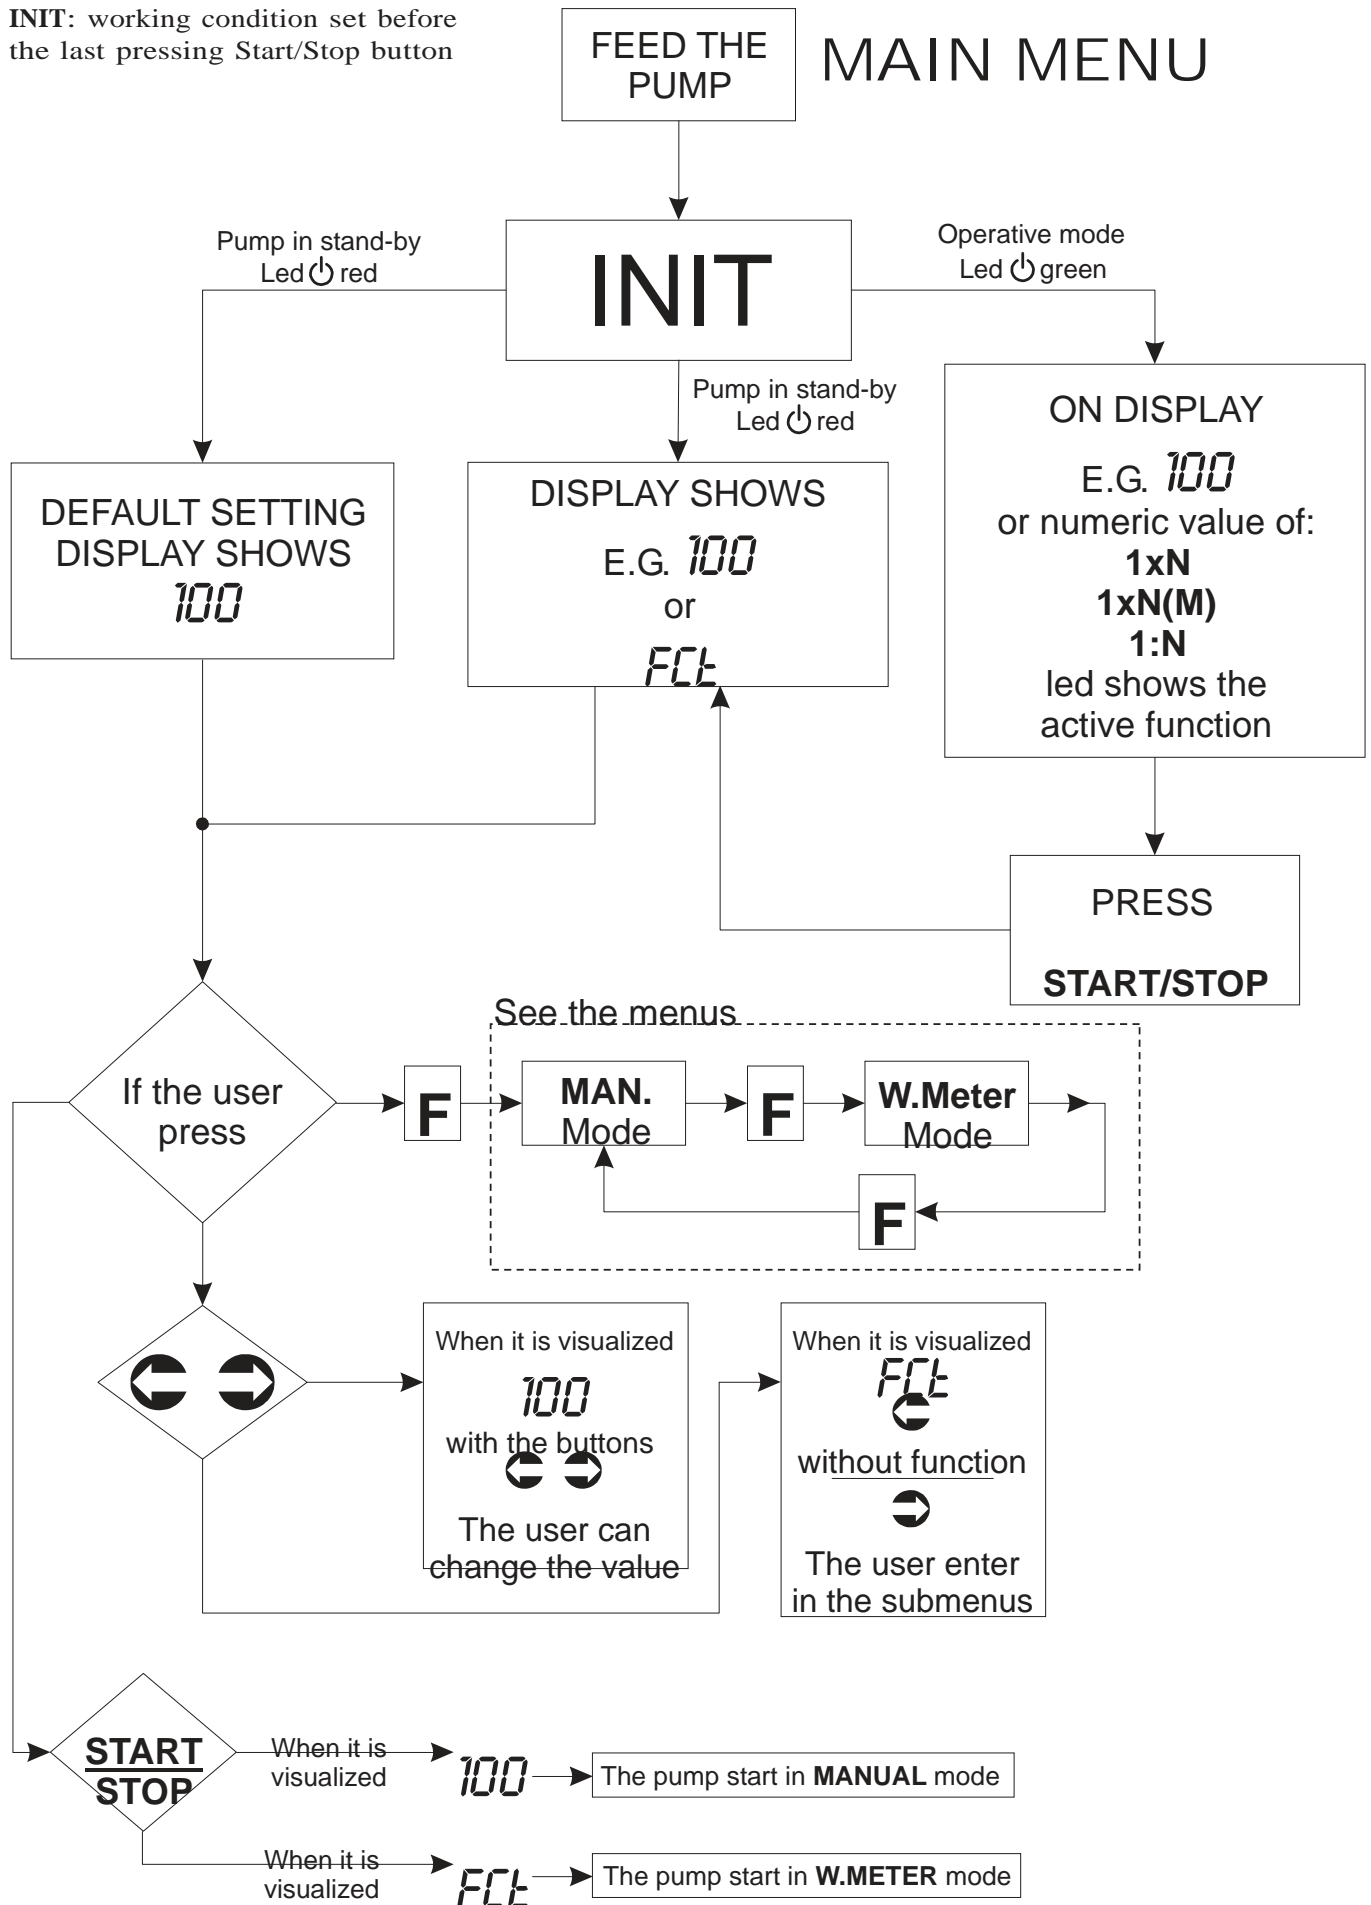 INIT: working condition set before
the last pressing Start/Stop button
FEED THE
PUMP
MAIN MENU
Pump in stand-by
Led red
INIT
Operative mode
Led green
Pump in stand-by
Led red
DEFAULT SETTING
DISPLAY SHOWS
100
DISPLAY SHOWS
E.G. 100
or
FCt
ON DISPLAY
E.G. 100
or numeric value of:
1xN
1xN(M)
1:N
led shows the
active function
PRESS
START/STOP
See the menus
If the user
press
F
MAN.
Mode
F
W.Meter
Mode
F
When it is visualized
100
with the buttons
The user can
change the value
When it is visualized
FCt
without function
The user enter
in the submenus
START
STOP
When it is
visualized
100
The pump start in MANUAL mode
When it is
visualized
FCt
The pump start in W.METER mode